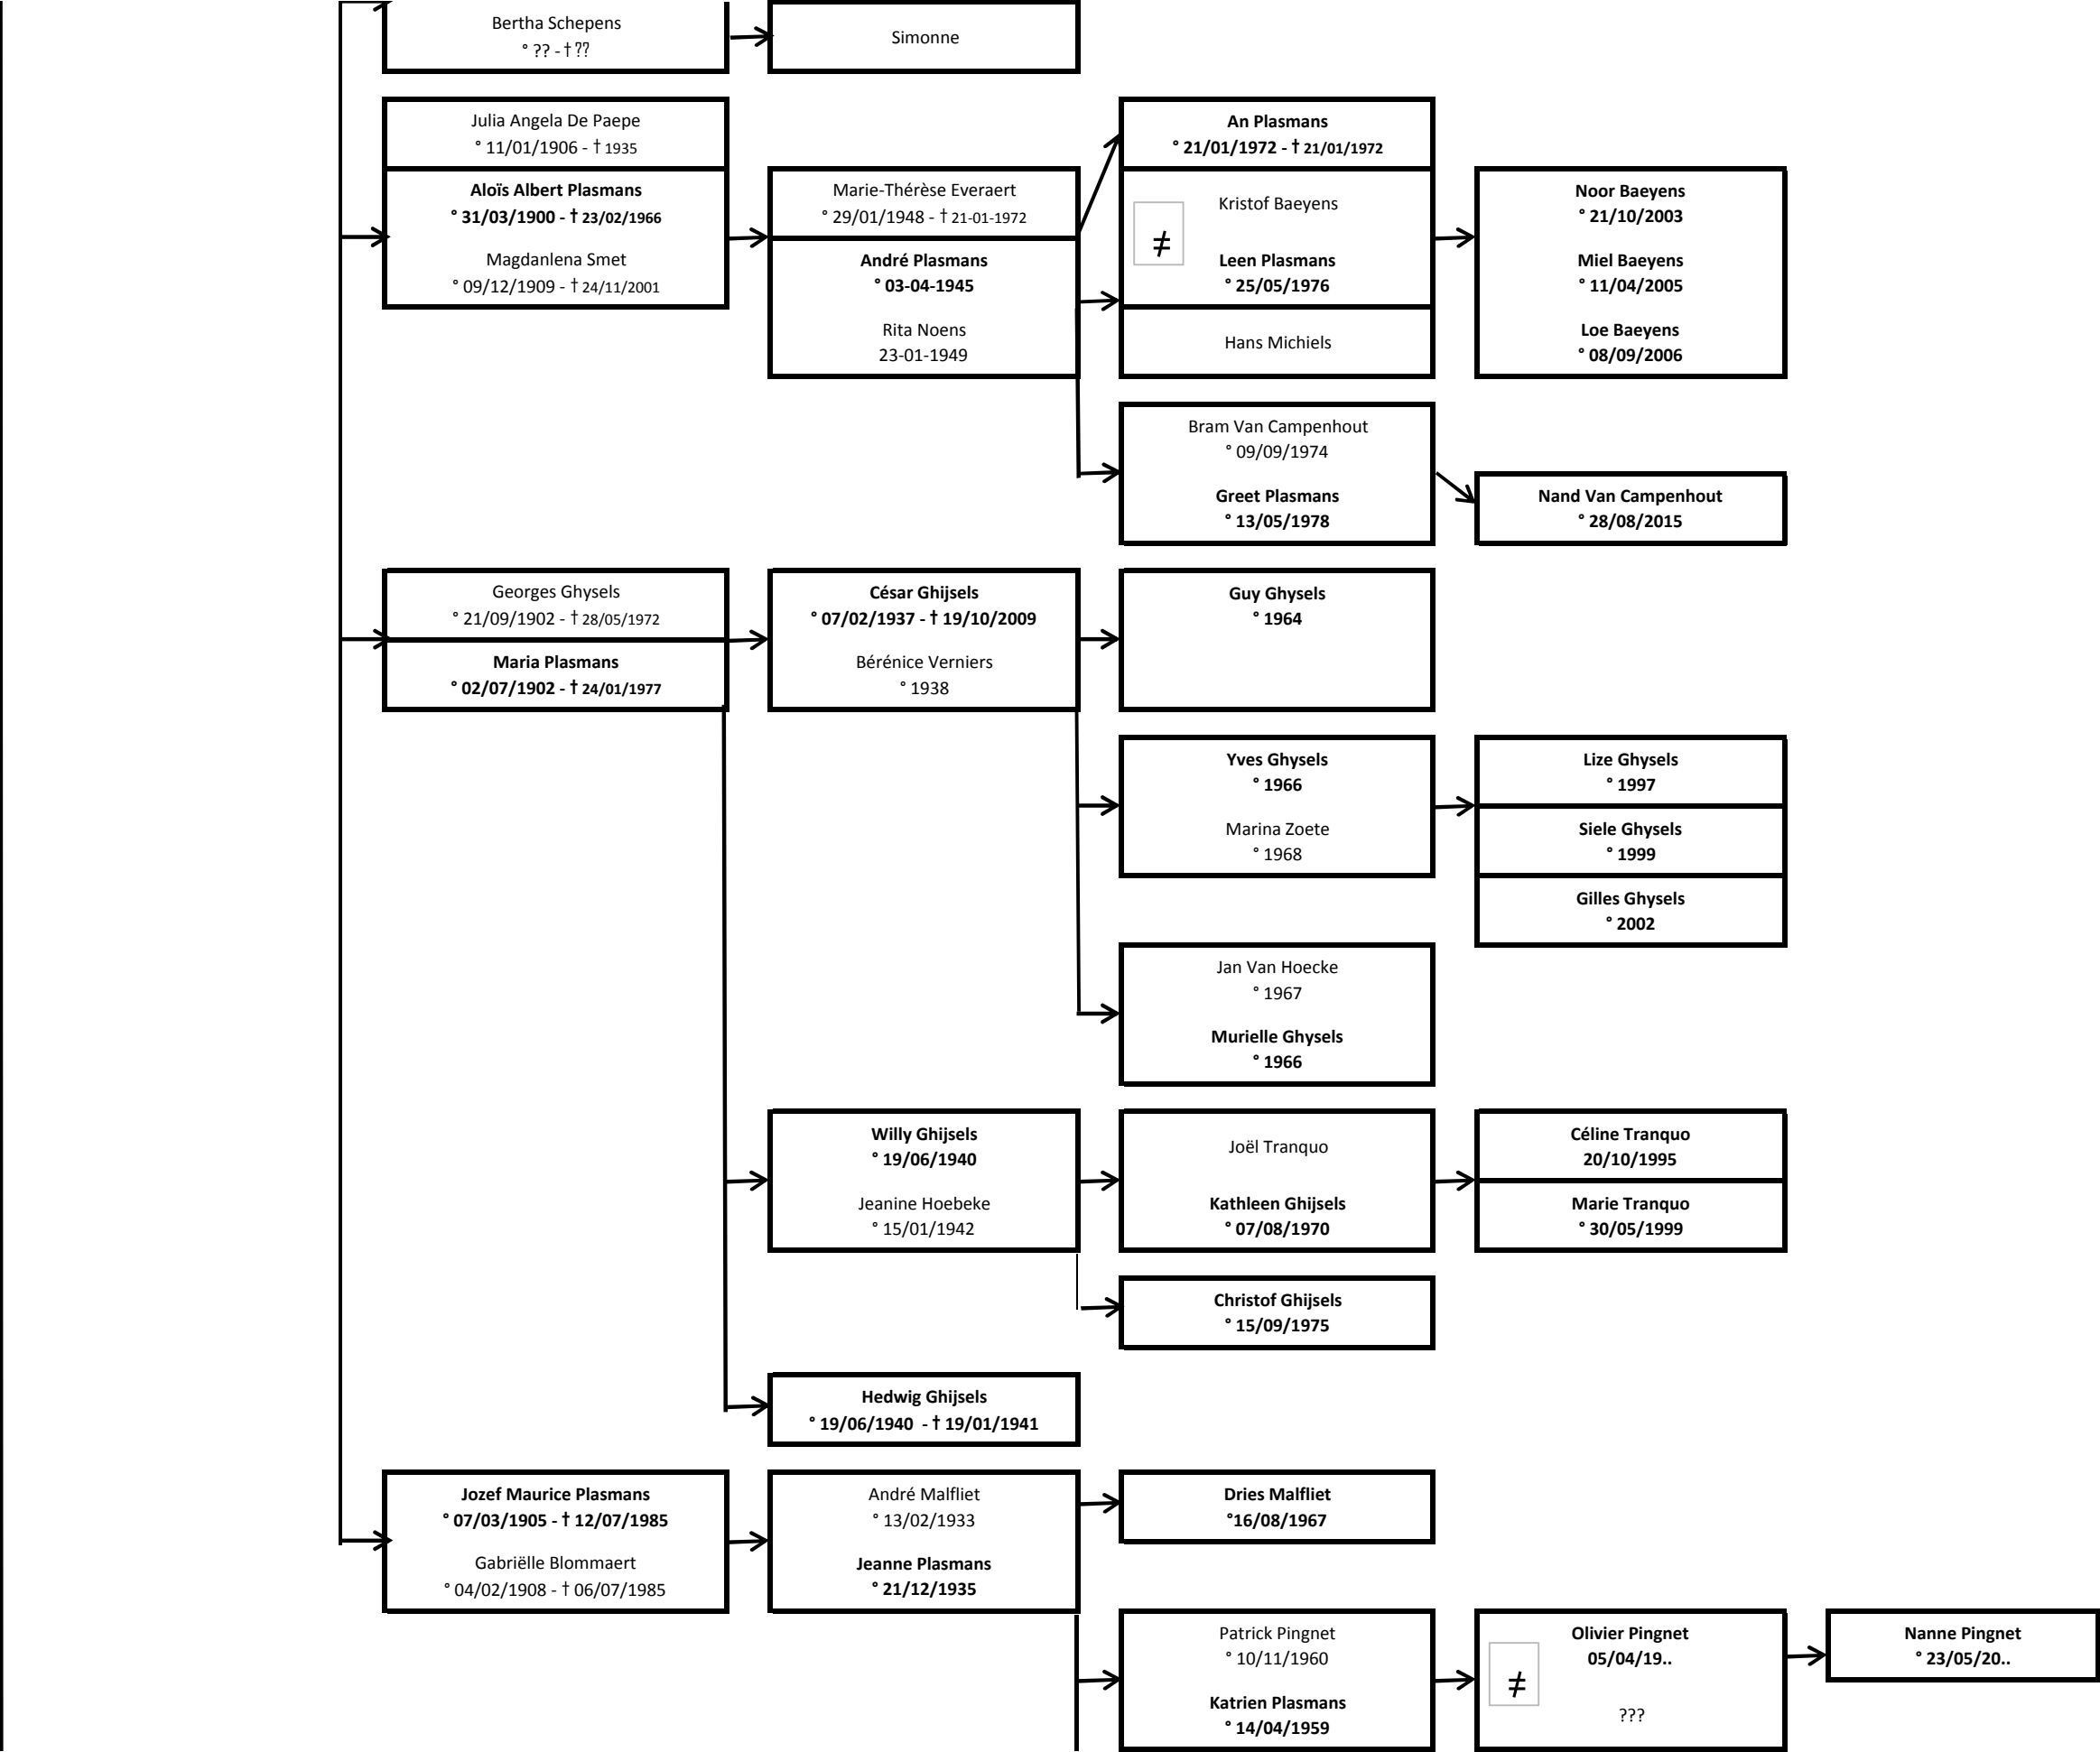 Bertha Schepens
° ?? - † ??
Simonne
Julia Angela De Paepe
° 11/01/1906 - † 1935
Aloïs Albert Plasmans
° 31/03/1900 - † 23/02/1966
Magdanlena Smet
° 09/12/1909 - † 24/11/2001
Marie-Thérèse Everaert
° 29/01/1948 - † 21-01-1972
André Plasmans
° 03-04-1945
Rita Noens
23-01-1949
An Plasmans
° 21/01/1972 - † 21/01/1972
Kristof Baeyens
≠
Leen Plasmans
° 25/05/1976
Hans Michiels
Noor Baeyens
° 21/10/2003
Miel Baeyens
° 11/04/2005
Loe Baeyens
° 08/09/2006
Bram Van Campenhout
° 09/09/1974
Greet Plasmans
° 13/05/1978
Nand Van Campenhout
° 28/08/2015
Georges Ghysels
° 21/09/1902 - † 28/05/1972
Maria Plasmans
° 02/07/1902 - † 24/01/1977
César Ghijsels
° 07/02/1937 - † 19/10/2009
Bérénice Verniers
° 1938
Guy Ghysels
° 1964
Yves Ghysels
° 1966
Marina Zoete
° 1968
Lize Ghysels
° 1997
Siele Ghysels
° 1999
Gilles Ghysels
° 2002
Jan Van Hoecke
° 1967
Murielle Ghysels
° 1966
Willy Ghijsels
° 19/06/1940
Jeanine Hoebeke
° 15/01/1942
Joël Tranquo
Kathleen Ghijsels
° 07/08/1970
Céline Tranquo
20/10/1995
Marie Tranquo
° 30/05/1999
Christof Ghijsels
° 15/09/1975
Hedwig Ghijsels
° 19/06/1940 - † 19/01/1941
Jozef Maurice Plasmans
° 07/03/1905 - † 12/07/1985
Gabriëlle Blommaert
° 04/02/1908 - † 06/07/1985
André Malfliet
° 13/02/1933
Jeanne Plasmans
° 21/12/1935
Dries Malfliet
°16/08/1967
Patrick Pingnet
° 10/11/1960
Katrien Plasmans
° 14/04/1959
Olivier Pingnet
05/04/19..
≠
???
Nanne Pingnet
° 23/05/20..